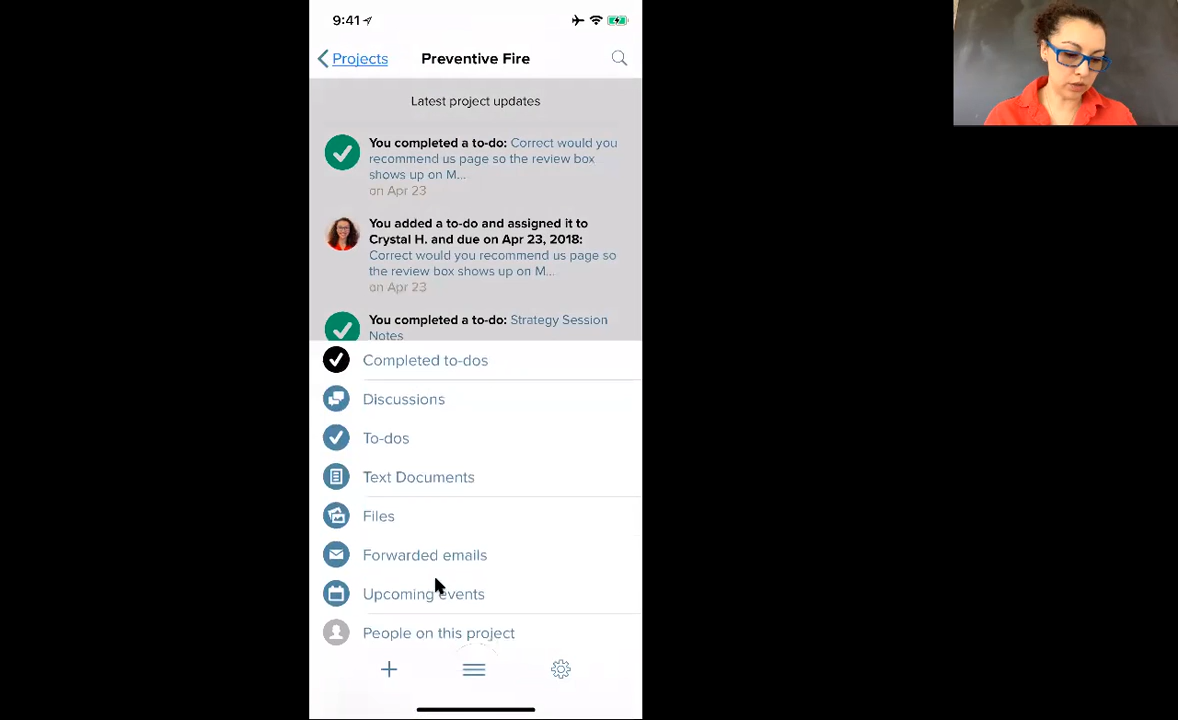 9:41
Projects
Preventive Fire
Latest project updates
You completed a to-do: Correct would you
recommend us page so the review box
shows up on M...
on Apr 23
You added a to-do and assigned it to
Crystal H. and due on Apr 23, 2018:
Correct would you recommend us page so
the review box shows up on M...
on Apr 23
You completed a to-do: Strategy Session
Notes
Completed to-dos
Discussions
To-dos
Text Documents
Files
Forwarded emails
Upcoming events
People on this project